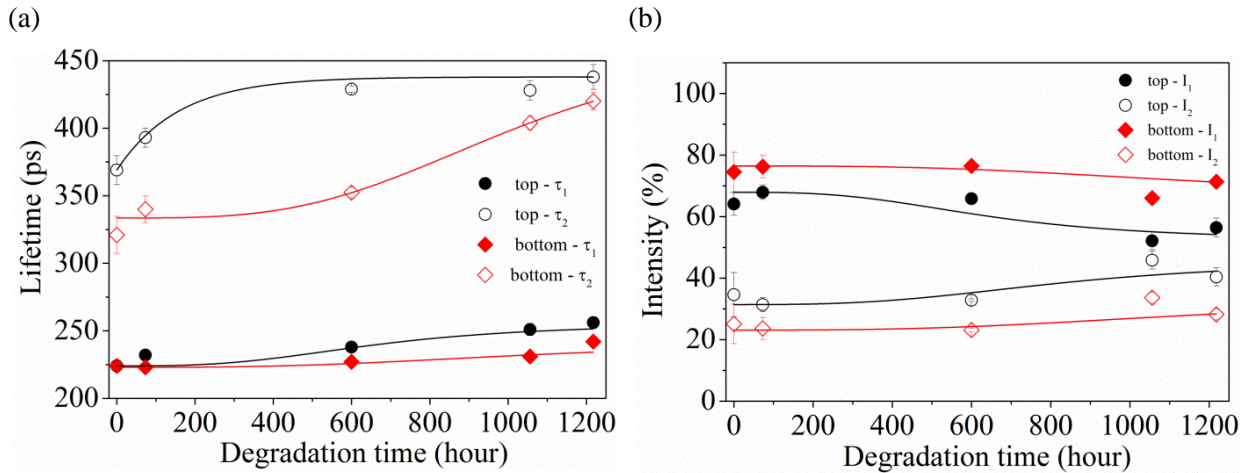 (a)
450
400
350
300
250
200
Lifetime (ps)
top - τ₁
top - τ₂
bottom - τ₁
bottom - τ₂
0 200 400 600 800 1000 1200
Degradation time (hour)
(b)
100
80
60
40
20
0
Intensity (%)
top - I₁
top - I₂
bottom - I₁
bottom - I₂
0 200 400 600 800 1000 1200
Degradation time (hour)